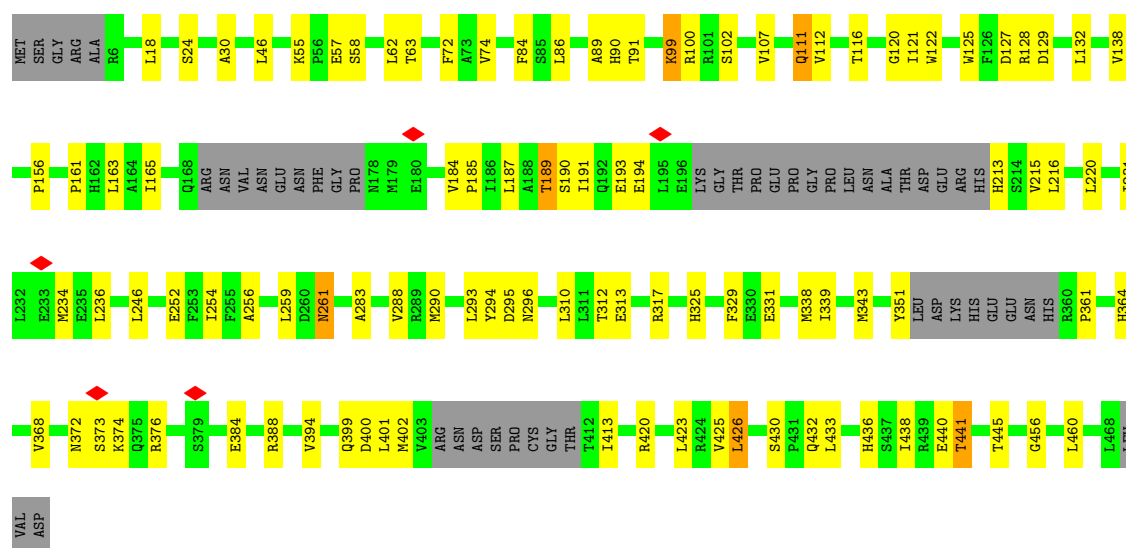 MET SER GLY ARG ALA R6 L18 S24 A30 L46 K55 P56 E57 S58 L62 T63 F72 A73 V74 F84 S85 L86 A89 H90 T91 K99 R100 R101 S102 V107 Q111 V112 T116 G120 I121 W122 W125 F126 D127 R128 D129 L132 V138
P156 P161 H162 L163 A164 I165 Q168 ARG ASN VAL ASN GLU ASN PHE GLY PRO N178 M179 E180 V184 P185 I186 L187 A188 T189 S190 I191 Q192 E193 E194 L195 E196 LYS GLY THR PRO GLU PRO GLY PRO LEU ASN ALA THR ASP GLU ARG HIS H213 S214 V215 L216 L220
L232 E233 M234 E235 L236 L246 E252 F253 I254 F255 A256 L259 D260 N261 A283 V288 R289 M290 L293 Y294 D295 N296 L310 L311 T312 E313 R317 H325 F329 E330 E331 M338 I339 M343 Y351 LEU ASP LYS HIS GLU GLU ASN HIS R360 P361 H364
V368 N372 S373 K374 Q375 R376 S379 E384 R388 V394 Q399 D400 L401 M402 V403 ARG ASN ASP SER PRO CYS GLY THR T412 I413 R420 L423 R424 V425 L426 S430 P431 Q432 L433 H436 S437 I438 R439 E440 T441 T445 G456 L460 L468
VAL ASP